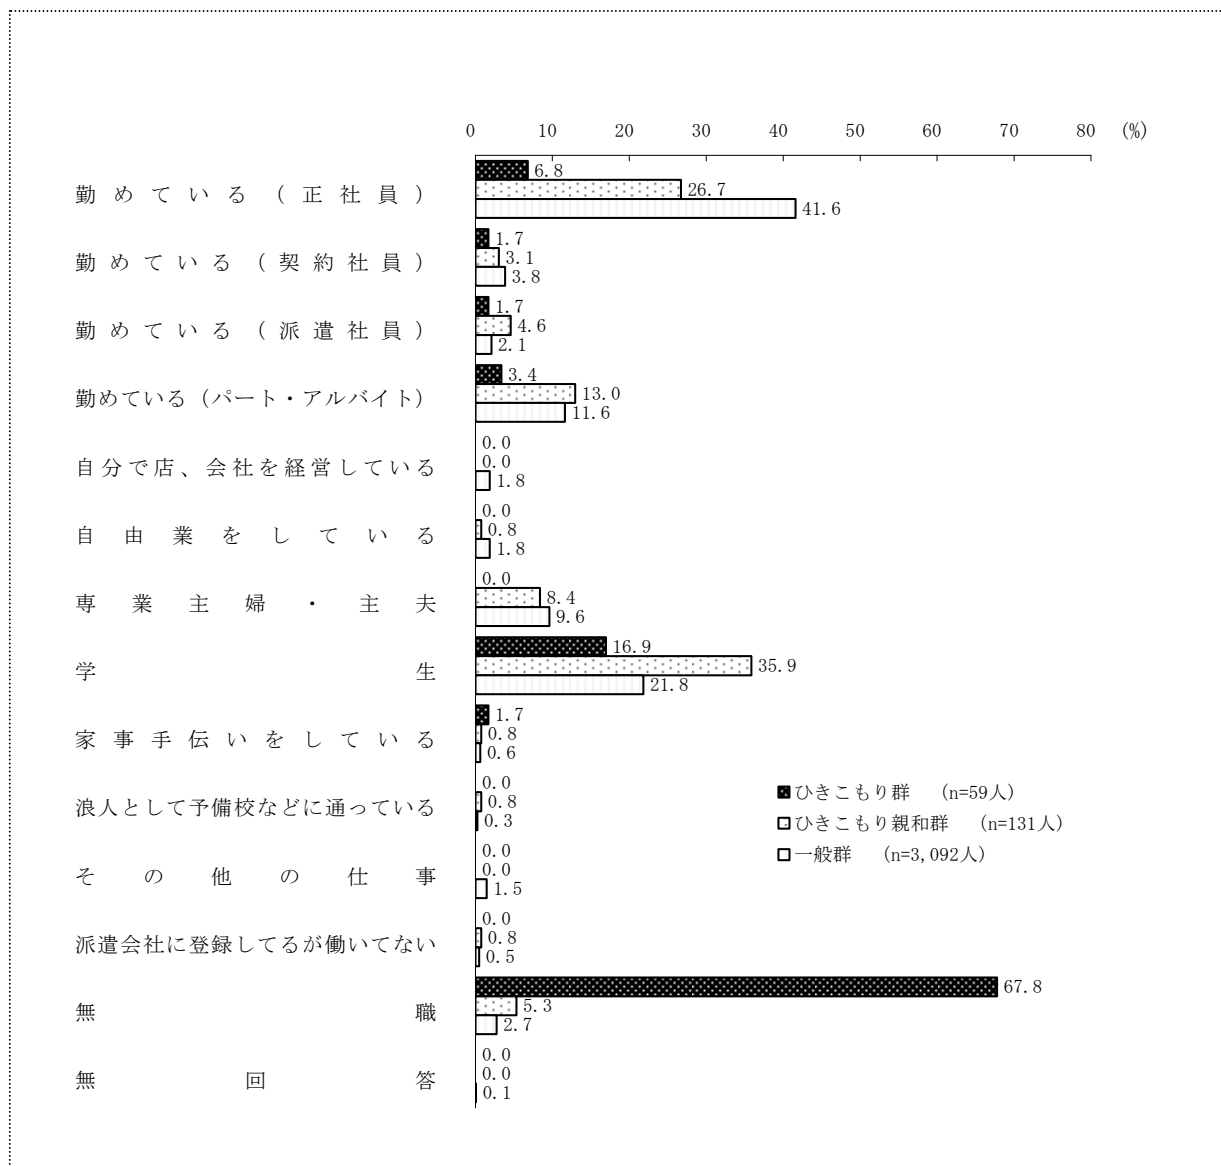 0 10 20 30 40 50 60 70 80 (%)
勤めている(正社員)
6.8
26.7
41.6
勤めている(契約社員)
1.7
3.1
3.8
勤めている(派遣社員)
1.7
4.6
2.1
勤めている(パート・アルバイト)
3.4
13.0
11.6
自分で店、会社を経営している
0.0
0.0
1.8
自由業をしている
0.0
0.8
1.8
専業主婦・主夫
0.0
8.4
9.6
学生
16.9
35.9
21.8
家事手伝いをしている
1.7
0.8
0.6
浪人として予備校などに通っている
0.0
0.8
0.3
その他の仕事
0.0
0.0
1.5
派遣会社に登録してるが働いてない
0.0
0.8
0.5
無職
67.8
5.3
2.7
無回答
0.0
0.0
0.1
ひきこもり群 (n=59人)
ひきこもり親和群 (n=131人)
一般群 (n=3,092人)